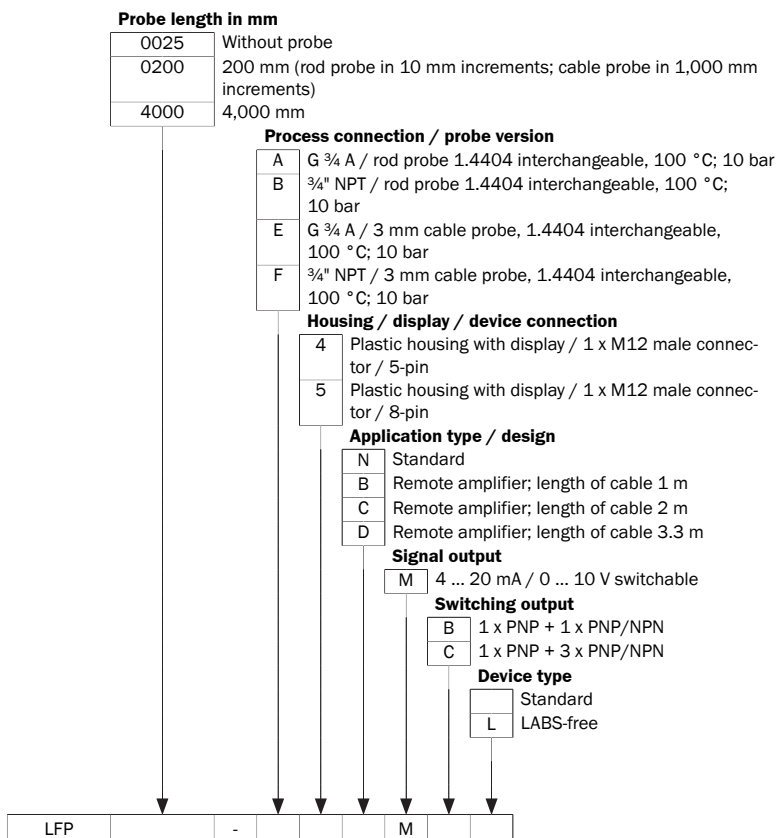 Probe length in mm
0025 Without probe
0200 200 mm (rod probe in 10 mm increments; cable probe in 1,000 mm
increments)
4000 4,000 mm
Process connection / probe version
A G ¾ A / rod probe 1.4404 interchangeable, 100 °C; 10 bar
B ¾" NPT / rod probe 1.4404 interchangeable, 100 °C;
10 bar
E G ¾ A / 3 mm cable probe, 1.4404 interchangeable,
100 °C; 10 bar
F ¾" NPT / 3 mm cable probe, 1.4404 interchangeable,
100 °C; 10 bar
Housing / display / device connection
4 Plastic housing with display / 1 x M12 male connec-
tor / 5-pin
5 Plastic housing with display / 1 x M12 male connec-
tor / 8-pin
Application type / design
N Standard
B Remote amplifier; length of cable 1 m
C Remote amplifier; length of cable 2 m
D Remote amplifier; length of cable 3.3 m
Signal output
M 4 ... 20 mA / 0 ... 10 V switchable
Switching output
B 1 x PNP + 1 x PNP/NPN
C 1 x PNP + 3 x PNP/NPN
Device type
Standard
L LABS-free
LFP - M